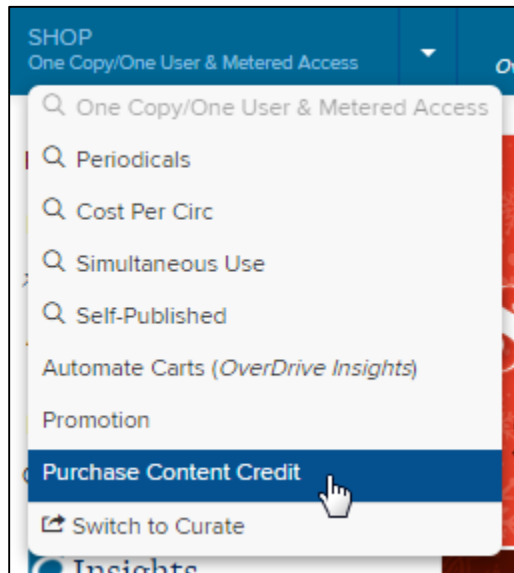 SHOP
One Copy/One User & Metered Access
One Copy/One User & Metered Access
Periodicals
Cost Per Circ
Simultaneous Use
Self-Published
Automate Carts (OverDrive Insights)
Promotion
Purchase Content Credit
Switch to Curate
Insights